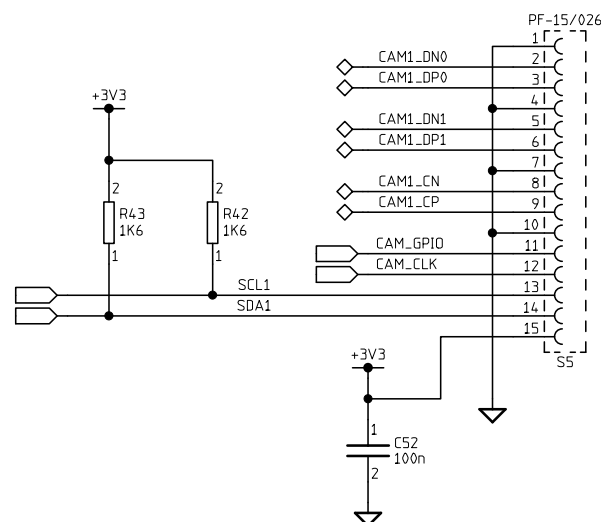 PF-15/026
1
CAM1_DN0
2
CAM1_DP0
3
+3V3
4
CAM1_DN1
5
CAM1_DP1
6
7
2
2
CAM1_CN
8
R43
R42
CAM1_CP
9
1K6
1K6
10
CAM_GPIO
11
1
1
CAM_CLK
12
SCL1
13
SDA1
14
15
+3V3
S5
1
C52
100n
2